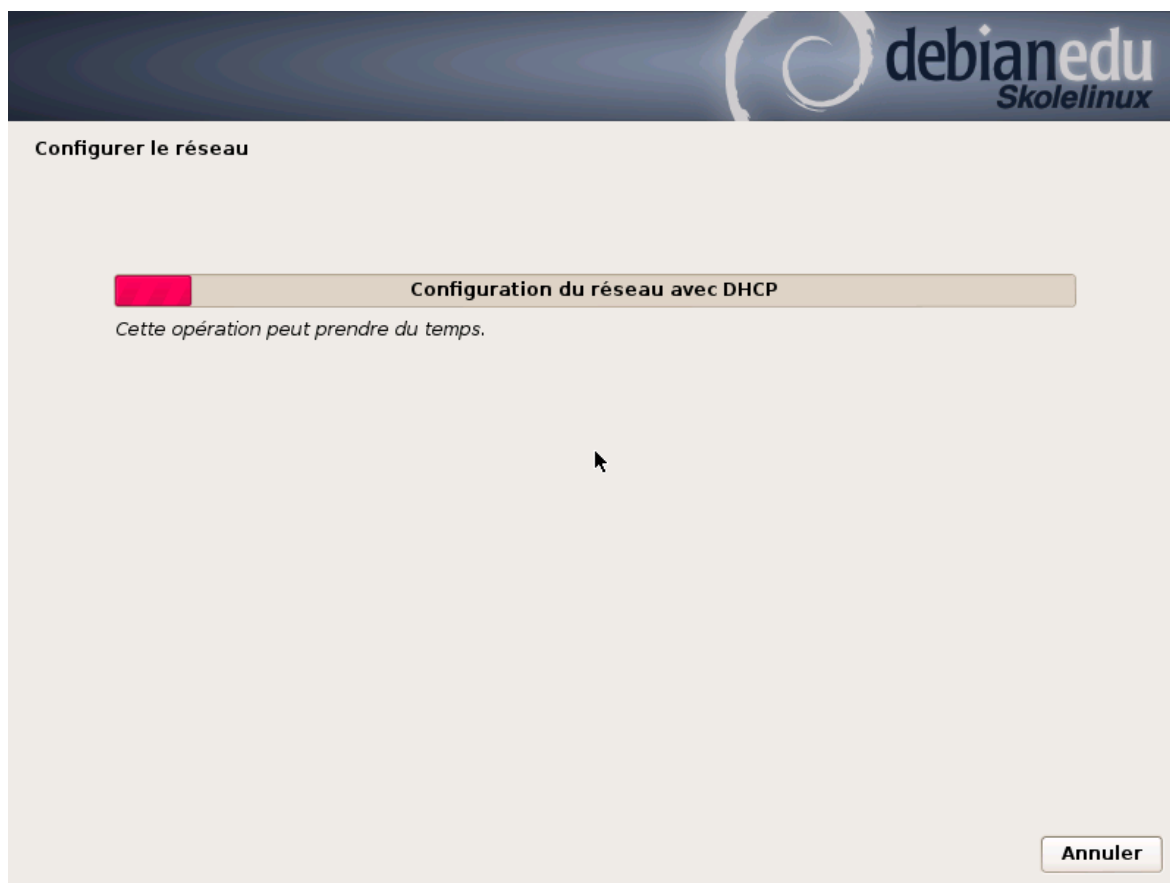 debianedu
Skolelinux
Configurer le réseau
Configuration du réseau avec DHCP
Cette opération peut prendre du temps.
Annuler